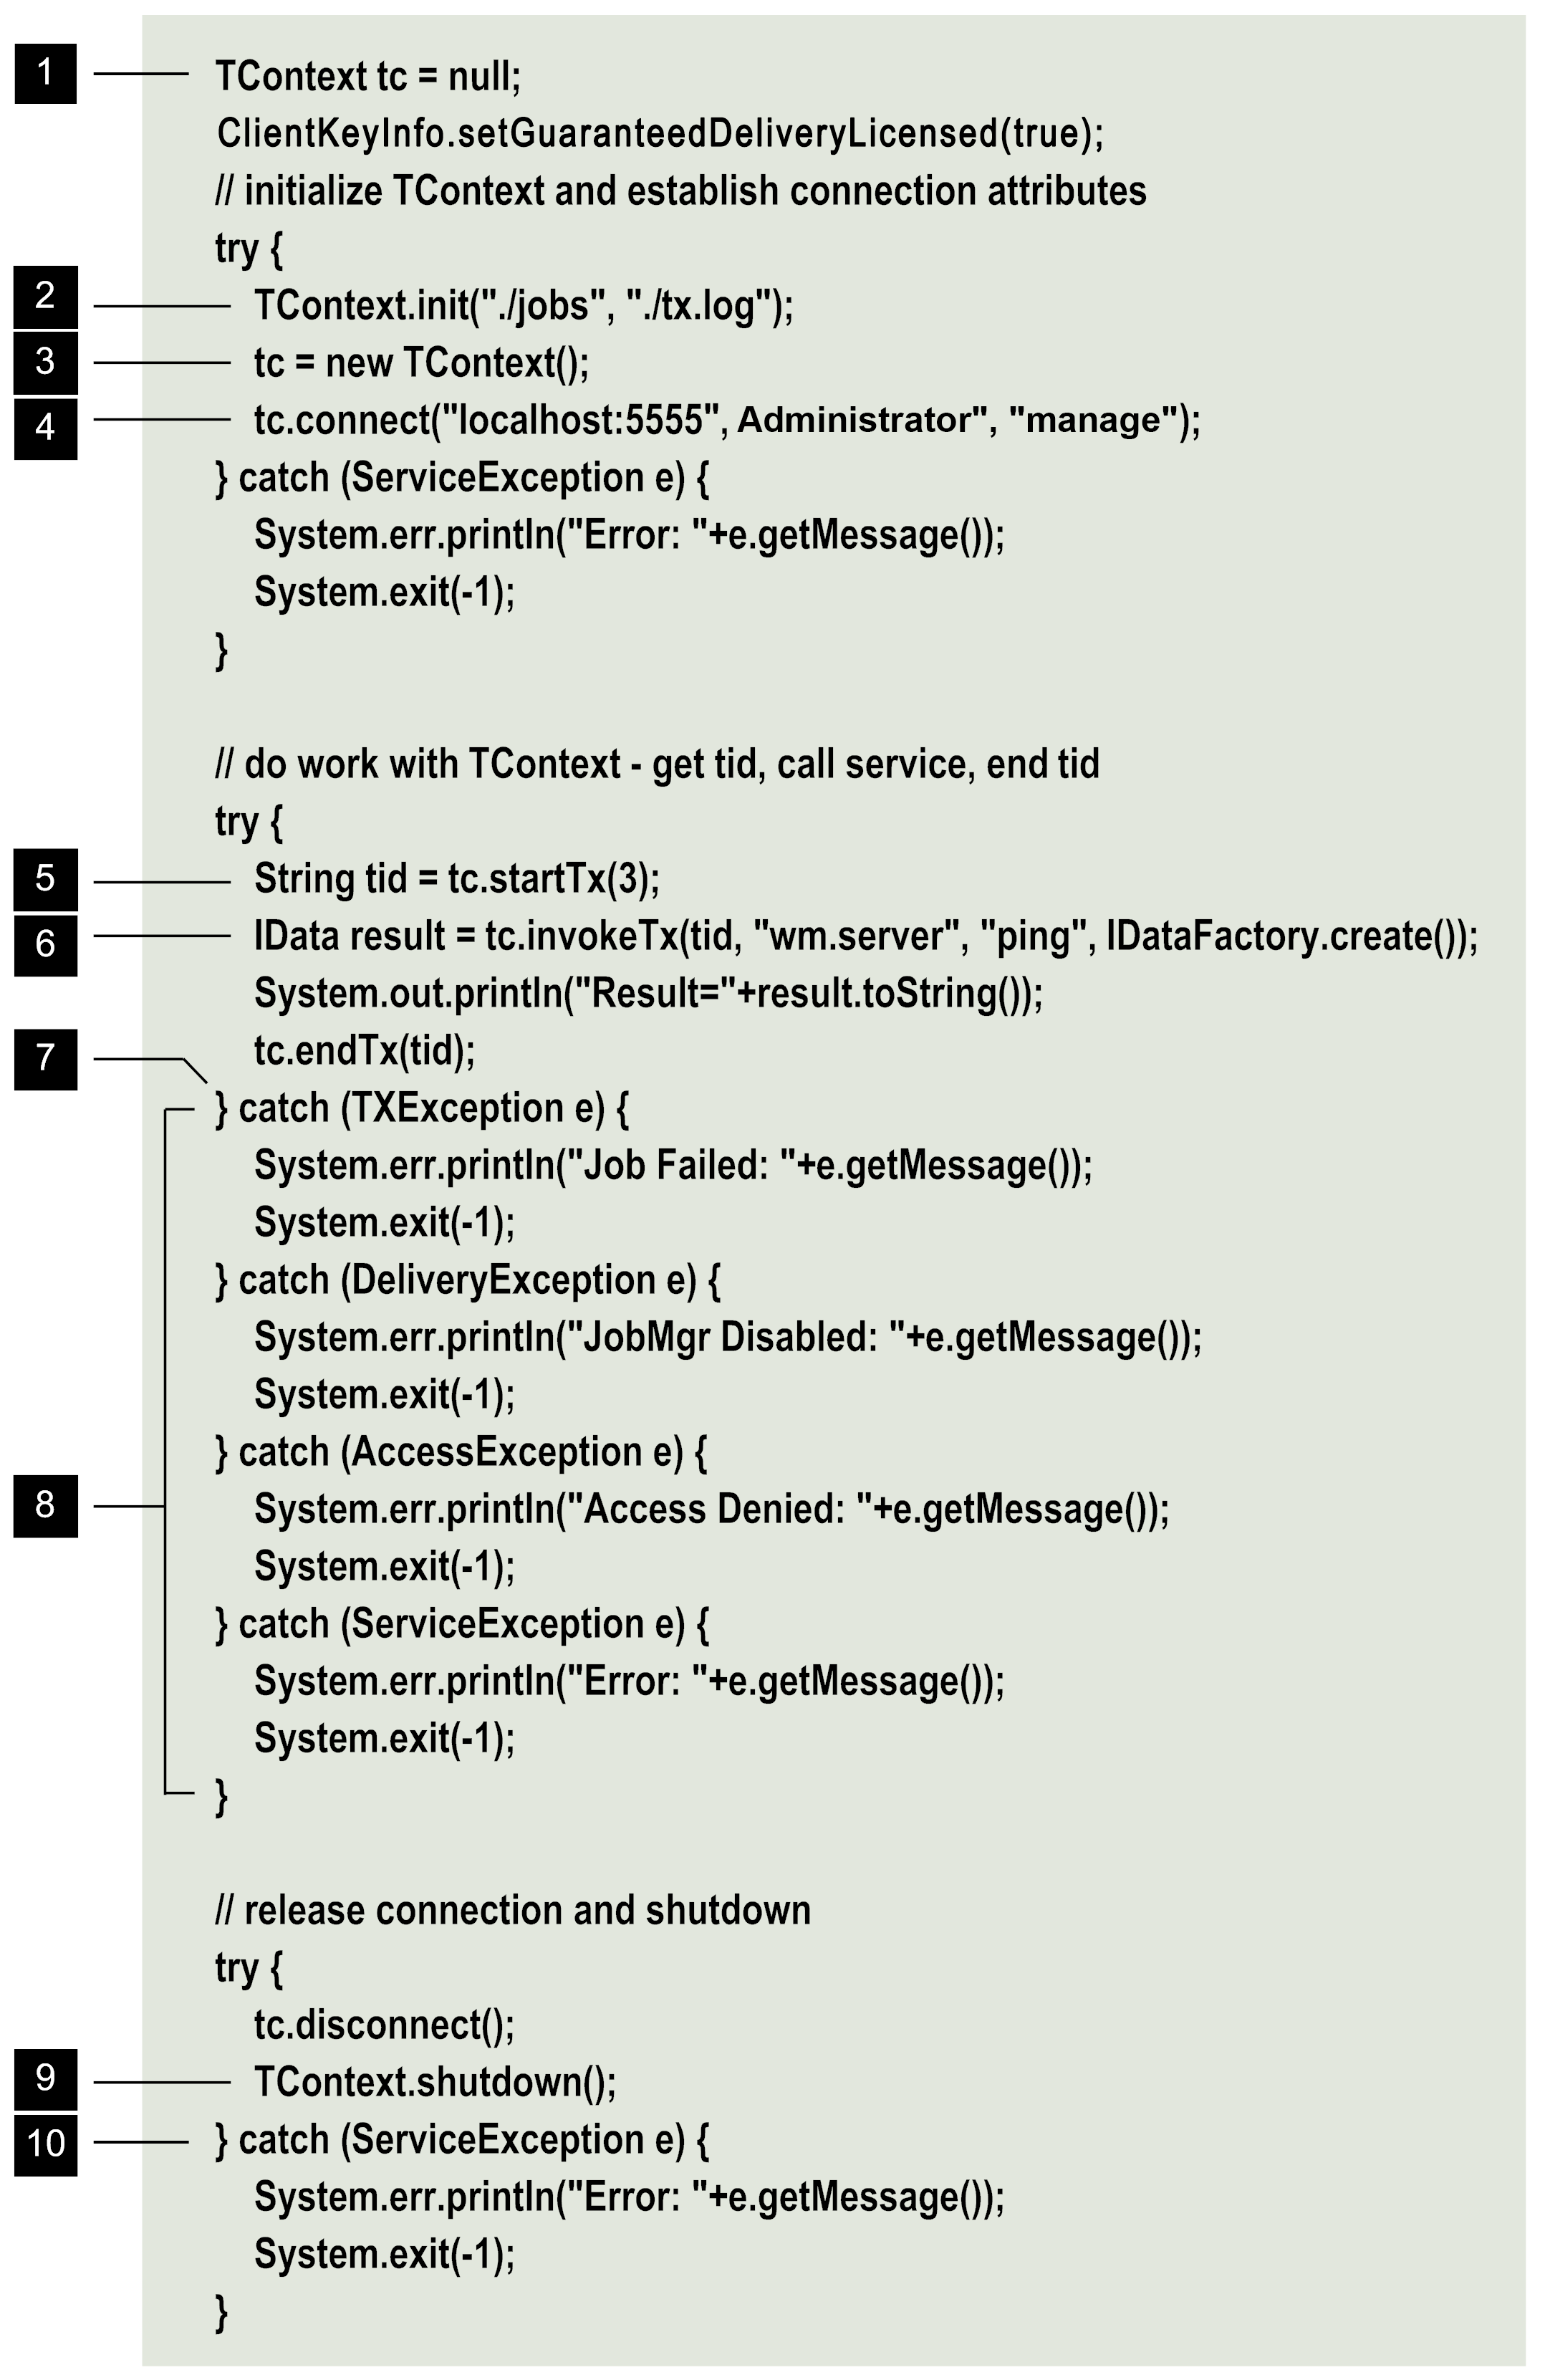 1 TContext tc = null;
ClientKeyInfo.setGuaranteedDeliveryLicensed(true);
// initialize TContext and establish connection attributes
try {
2 TContext.init("./jobs", "./tx.log");
3 tc = new TContext();
4 tc.connect("localhost:5555", Administrator", "manage");
} catch (ServiceException e) {
System.err.println("Error: "+e.getMessage());
System.exit(-1);
}
// do work with TContext - get tid, call service, end tid
try {
5 String tid = tc.startTx(3);
6 IData result = tc.invokeTx(tid, "wm.server", "ping", IDataFactory.create());
System.out.println("Result="+result.toString());
tc.endTx(tid);
7 } catch (TXException e) {
System.err.println("Job Failed: "+e.getMessage());
System.exit(-1);
} catch (DeliveryException e) {
System.err.println("JobMgr Disabled: "+e.getMessage());
System.exit(-1);
} catch (AccessException e) {
8 System.err.println("Access Denied: "+e.getMessage());
System.exit(-1);
} catch (ServiceException e) {
System.err.println("Error: "+e.getMessage());
System.exit(-1);
}
// release connection and shutdown
try {
tc.disconnect();
9 TContext.shutdown();
10 } catch (ServiceException e) {
System.err.println("Error: "+e.getMessage());
System.exit(-1);
}